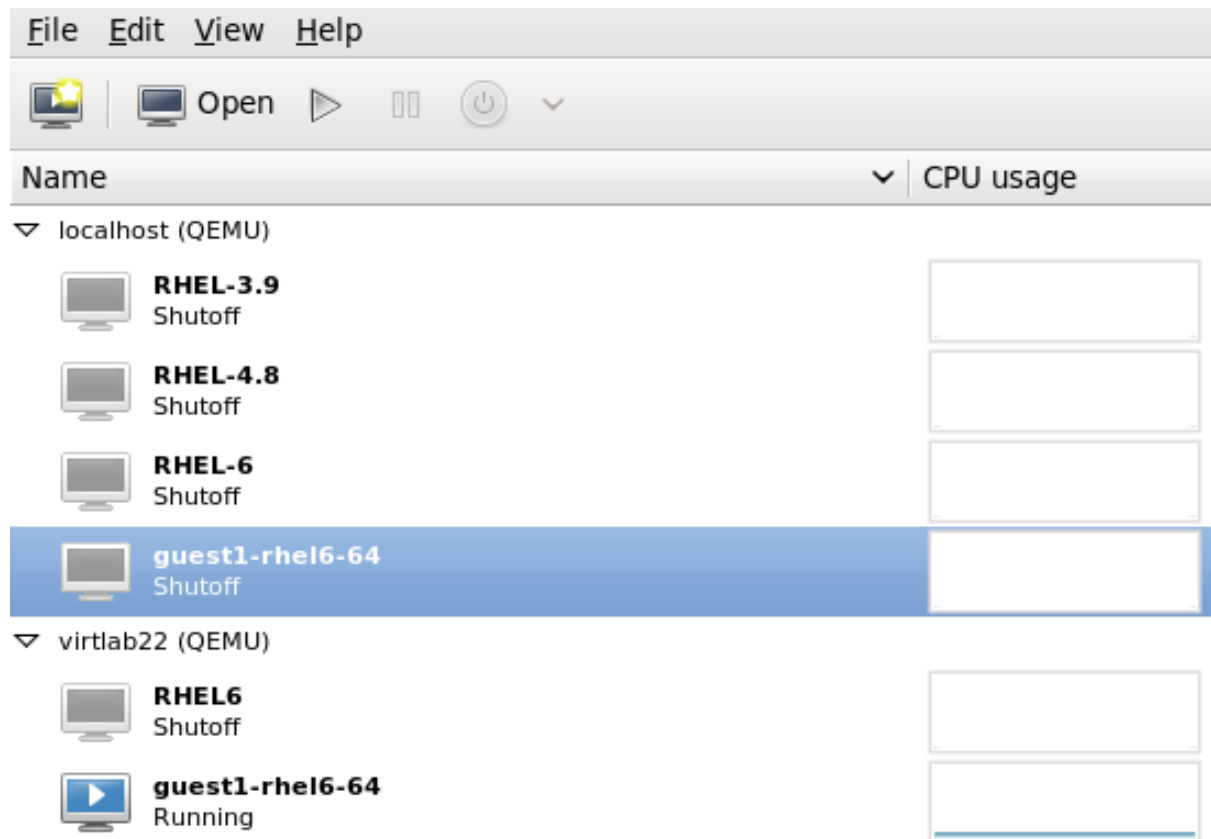 File Edit View Help
Open
Name CPU usage
localhost (QEMU)
RHEL-3.9
Shutoff
RHEL-4.8
Shutoff
RHEL-6
Shutoff
guest1-rhel6-64
Shutoff
virtlab22 (QEMU)
RHEL6
Shutoff
guest1-rhel6-64
Running